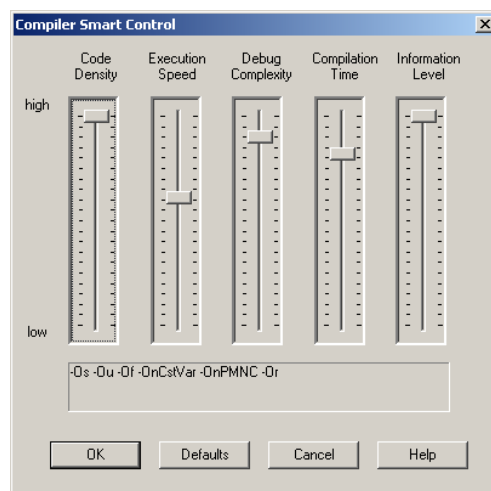 Compiler Smart Control
Code Density
Execution Speed
Debug Complexity
Compilation Time
Information Level
high
low
-Os -Ou -Of -OnCstVar -OnPMNC -Or
OK
Defaults
Cancel
Help